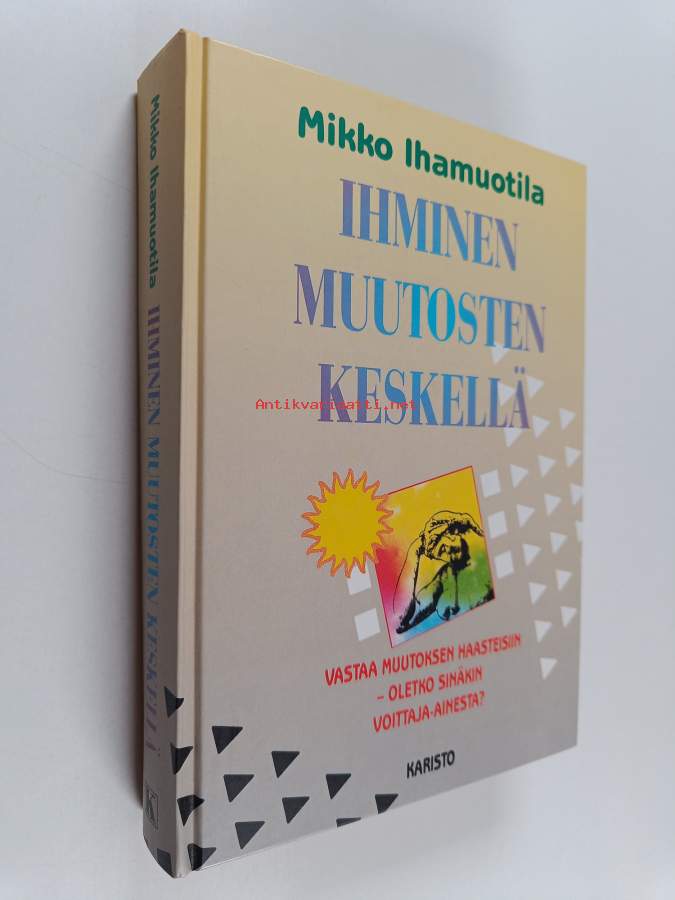 Mikko Ihamuotila
IHMINEN
MUUTOSTEN
KESKELLÄ
Antikvariaatti.net
VASTAA MUUTOKSEN HAASTEISIIN
– OLETKO SINÄKIN
VOITTAJA-AINESTA?
KARISTO
Mikko Ihamuotila IHMINEN MUUTOSTEN KESKELLÄ
K